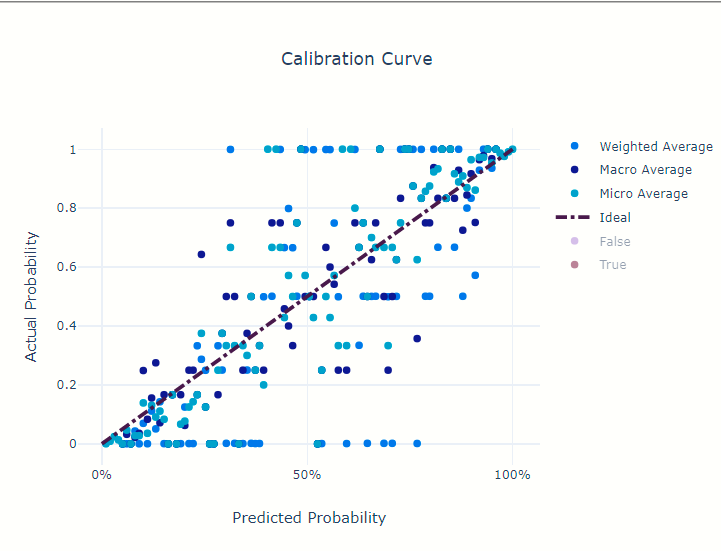 Calibration Curve
Weighted Average
Macro Average
Micro Average
Ideal
False
True
Actual Probability
1
0.8
0.6
0.4
0.2
0
0%
50%
100%
Predicted Probability